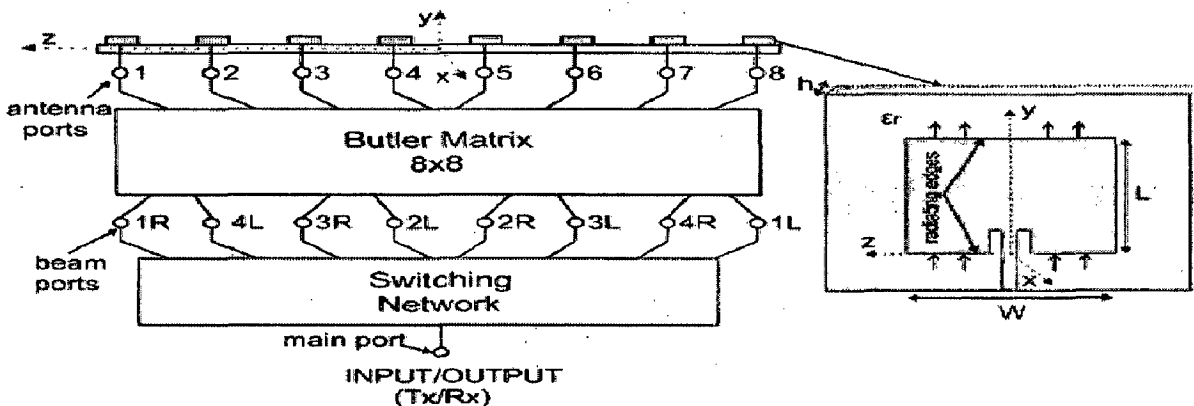 y
z
1 2 3 4 5 6 7 8
x
antenna
ports
Butler Matrix
8x8
1R 4L 3R 2L 2R 3L 4R 1L
beam
ports
Switching
Network
main port
INPUT/OUTPUT
(Tx/Rx)
h
εr
y
radiating edges
L
z
x
W